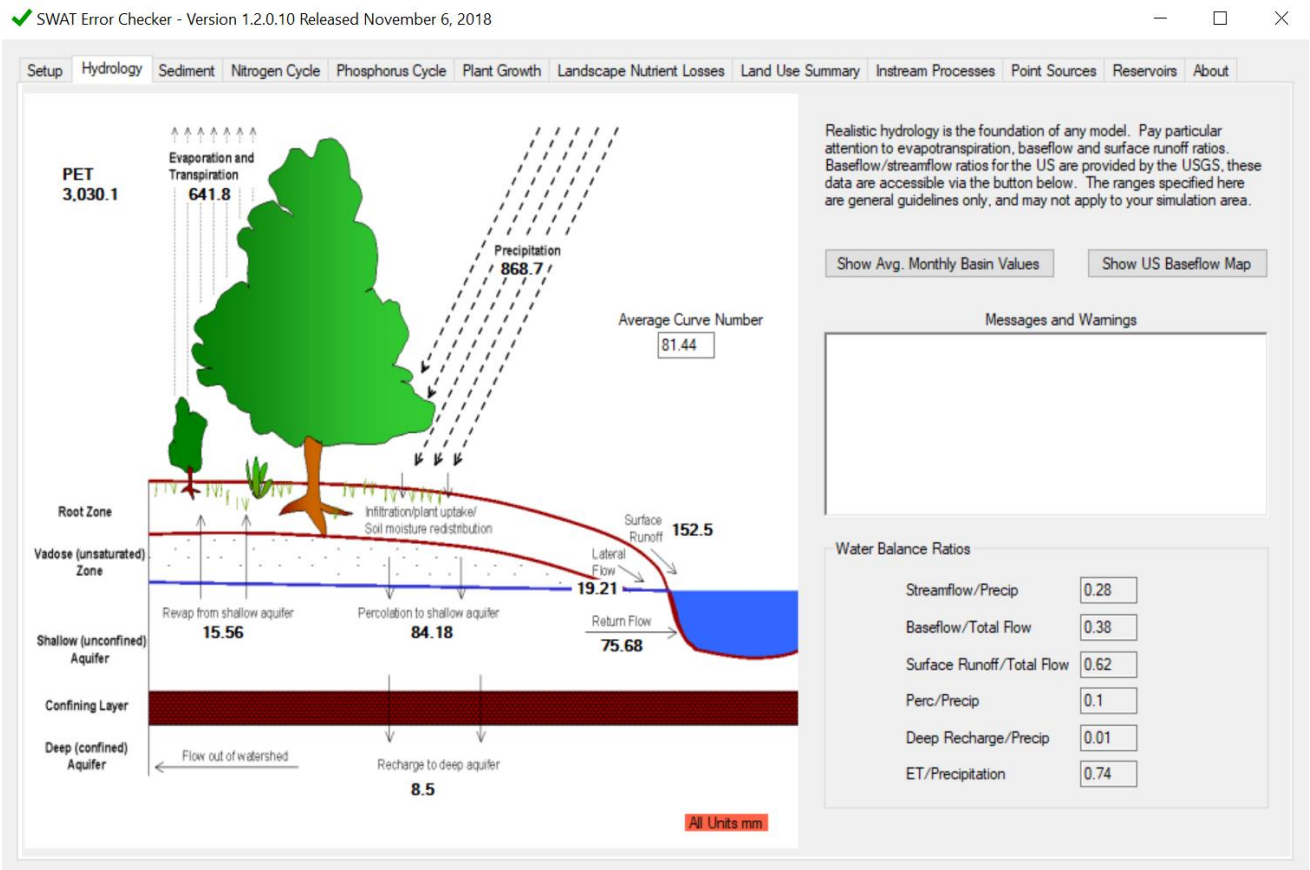 SWAT Error Checker - Version 1.2.0.10 Released November 6, 2018
Setup Hydrology Sediment Nitrogen Cycle Phosphorus Cycle Plant Growth Landscape Nutrient Losses Land Use Summary Instream Processes Point Sources Reservoirs About
PET
3,030.1
Evaporation and
Transpiration
641.8
Precipitation
868.7
Average Curve Number
81.44
Root Zone
Infiltration/plant uptake/
Soil moisture redistribution
Surface
Runoff
152.5
Vadose (unsaturated)
Zone
Lateral
Flow
19.21
Revap from shallow aquifer
15.56
Percolation to shallow aquifer
84.18
Return Flow
75.68
Shallow (unconfined)
Aquifer
Confining Layer
Deep (confined)
Aquifer
Flow out of watershed
Recharge to deep aquifer
8.5
All Units mm
Realistic hydrology is the foundation of any model. Pay particular
attention to evapotranspiration, baseflow and surface runoff ratios.
Baseflow/streamflow ratios for the US are provided by the USGS, these
data are accessible via the button below. The ranges specified here
are general guidelines only, and may not apply to your simulation area.
Show Avg. Monthly Basin Values
Show US Baseflow Map
Messages and Warnings
Water Balance Ratios
Streamflow/Precip 0.28
Baseflow/Total Flow 0.38
Surface Runoff/Total Flow 0.62
Perc/Precip 0.1
Deep Recharge/Precip 0.01
ET/Precipitation 0.74